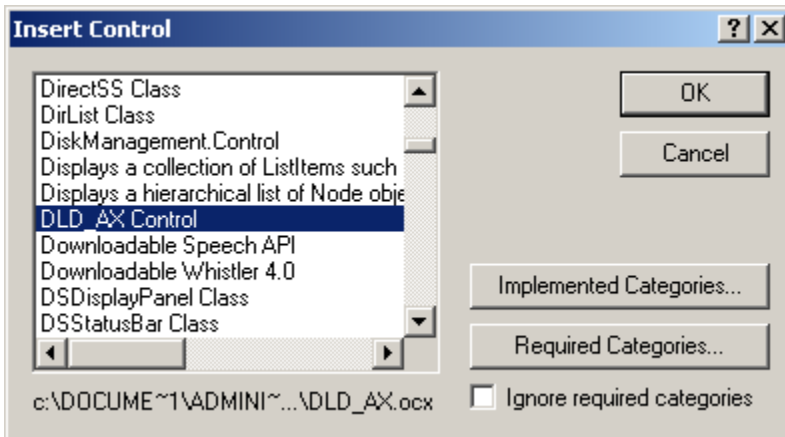 Insert Control
DirectSS Class
DirList Class
DiskManagement.Control
Displays a collection of ListItems such
Displays a hierarchical list of Node obje
DLD_AX Control
Downloadable Speech API
Downloadable Whistler 4.0
DSDisplayPanel Class
DSStatusBar Class
c:\DOCUME~1\ADMINI~...\DLD_AX.ocx
OK
Cancel
Implemented Categories...
Required Categories...
Ignore required categories